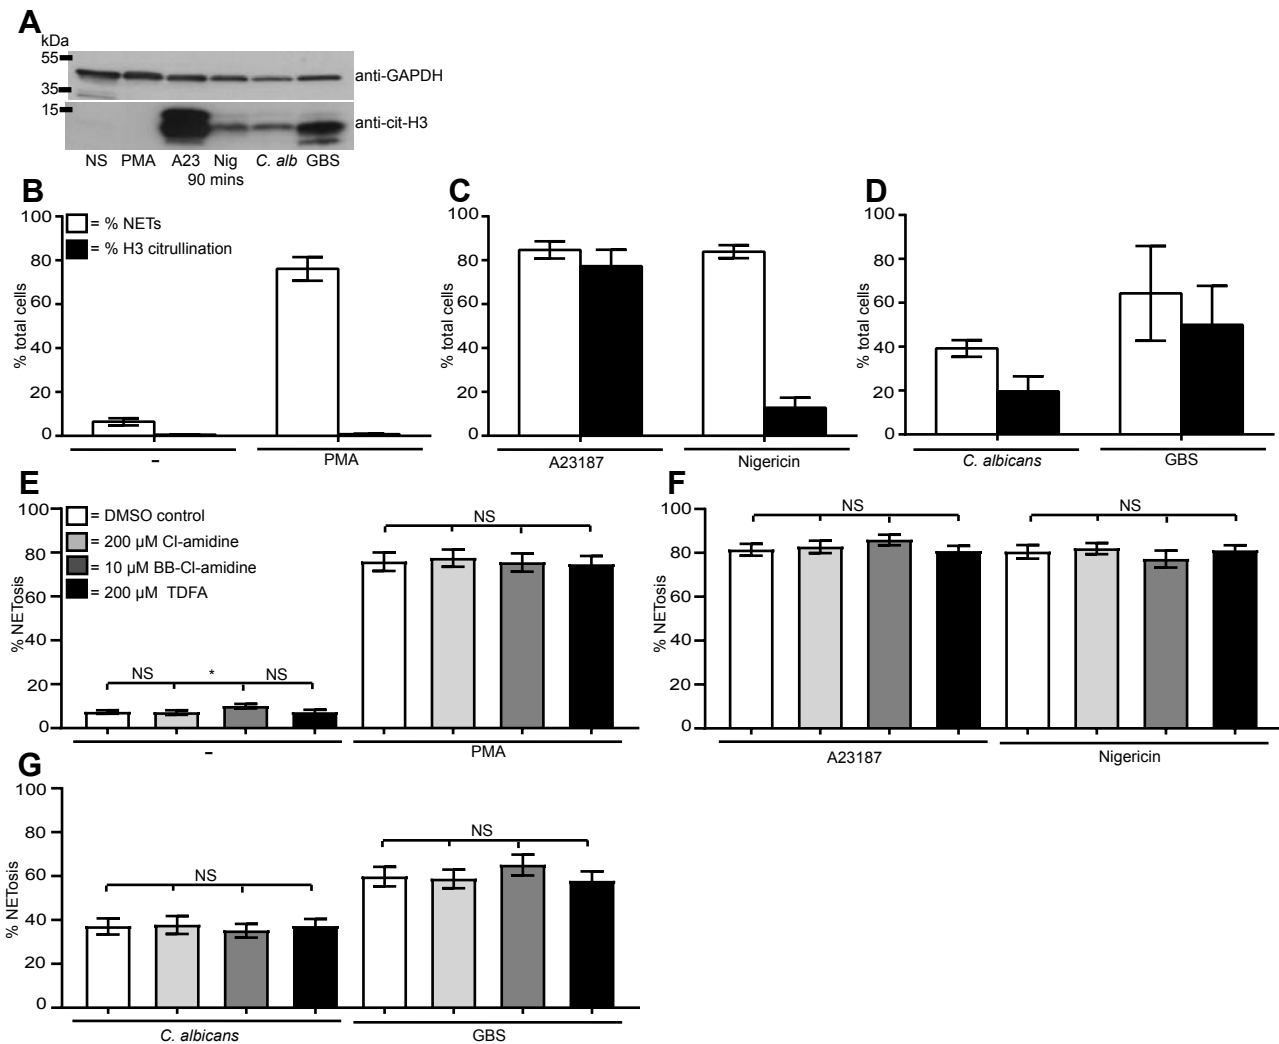 A
kDa
55
35
15
anti-GAPDH
anti-cit-H3
NS PMA A23 Nig C. alb GBS
90 mins
B
100
80
60
40
20
0
% total cells
= % NETs
= % H3 citrullination
–
PMA
C
100
80
60
40
20
0
% total cells
A23187
Nigericin
D
100
80
60
40
20
0
% total cells
C. albicans
GBS
E
100
80
60
40
20
0
% NETosis
= DMSO control
= 200 µM Cl-amidine
= 10 µM BB-Cl-amidine
= 200 µM TDFA
NS * NS
NS
–
PMA
F
100
80
60
40
20
0
% NETosis
NS
NS
A23187
Nigericin
G
100
80
60
40
20
0
% NETosis
NS
NS
C. albicans
GBS